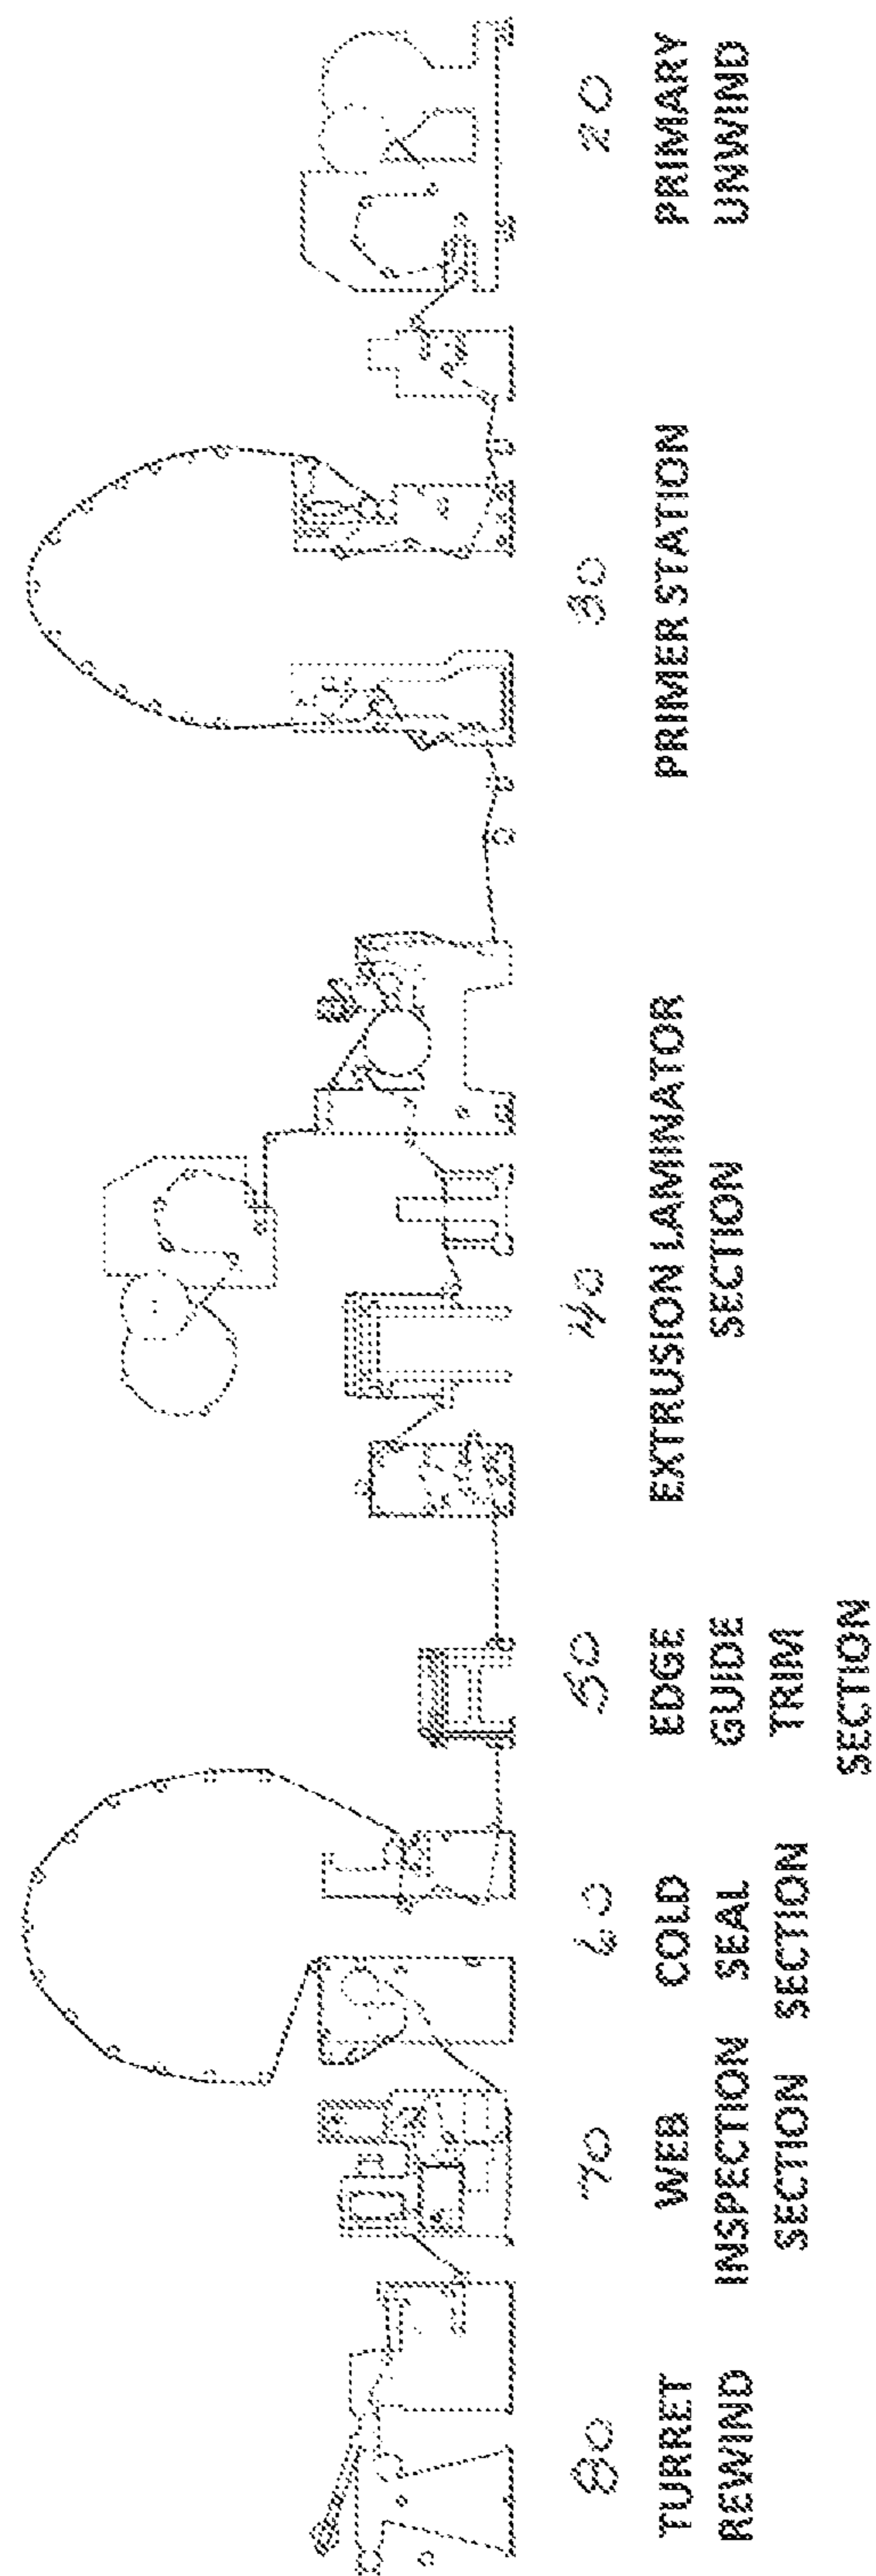 80
TURRET
REWIND
70
WEB
INSPECTION
SECTION
60
COLD
SEAL
SECTION
50
EDGE
GUIDE
TRIM
SECTION
40
EXTRUSION LAMINATOR
SECTION
30
PRIMER STATION
20
PRIMARY
UNWIND